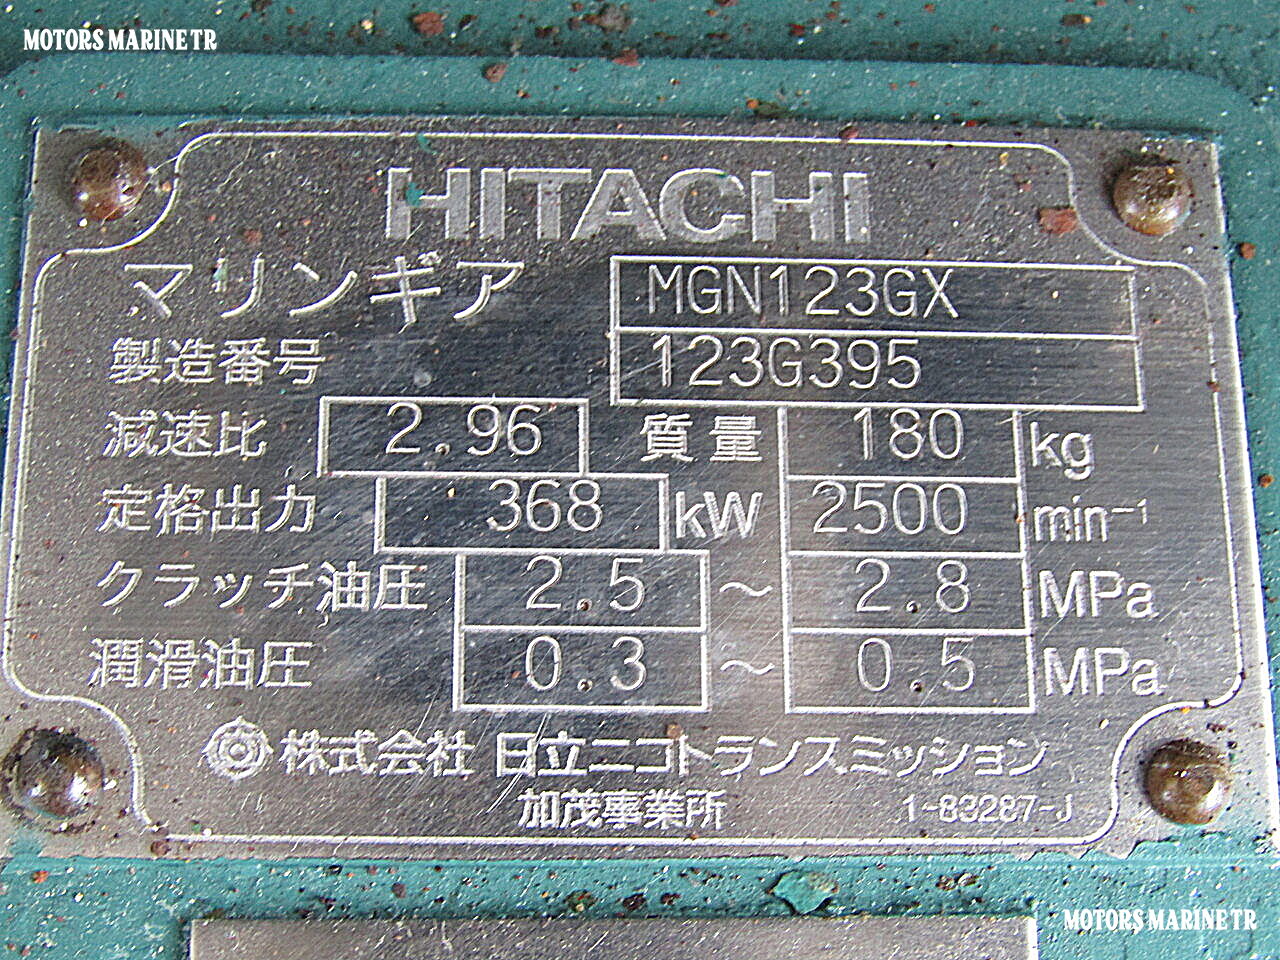 MOTORS MARINE TR
HITACHI
マリンギア MGN123GX
製造番号 123G395
減速比 2.96 質量 180 kg
定格出力 368 kW 2500 min⁻¹
クラッチ油圧 2.5 ~ 2.8 MPa
潤滑油圧 0.3 ~ 0.5 MPa
株式会社 日立ニコトランスミッション
加茂事業所 1-83287-J
MOTORS MARINE TR